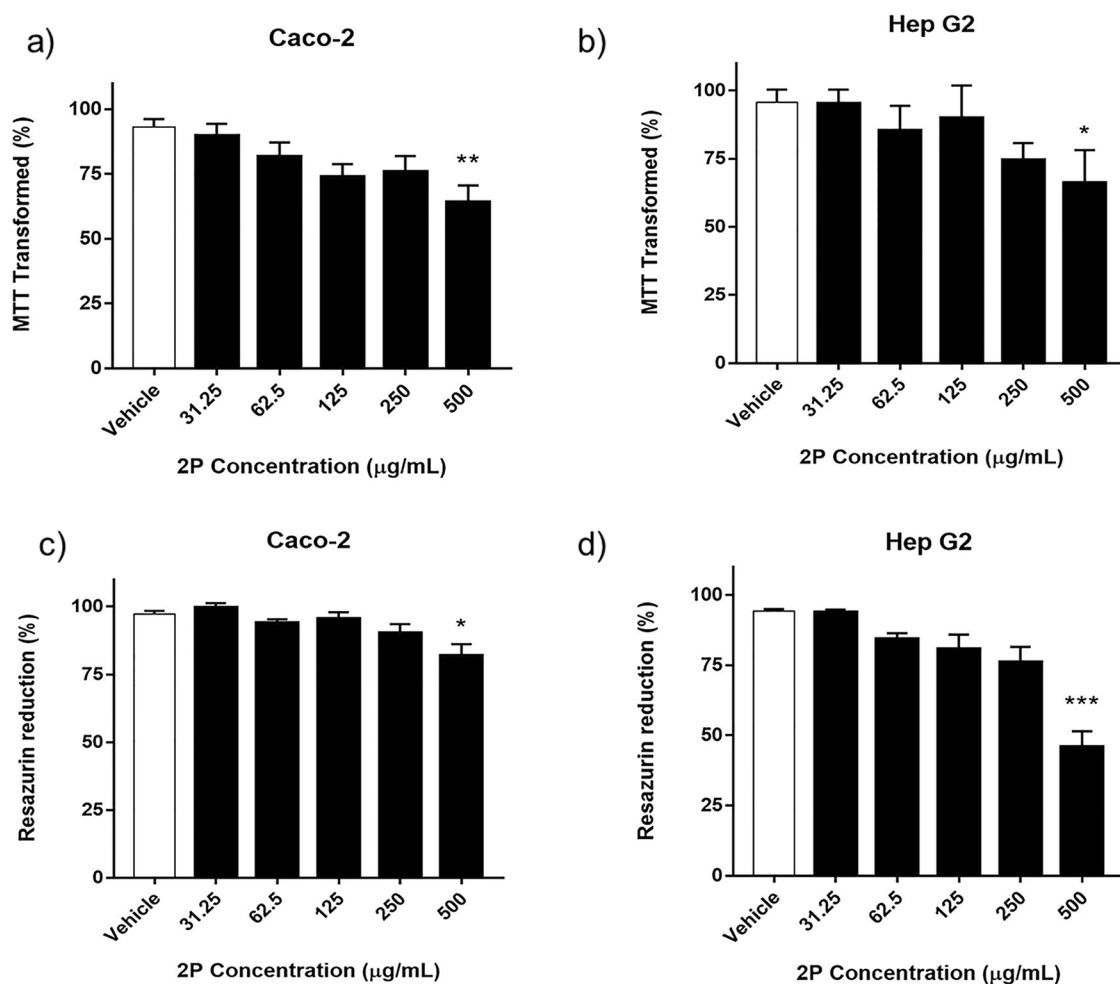 a)
Caco-2
MTT Transformed (%)
100
75
50
25
0
**
Vehicle
31.25
62.5
125
250
500
2P Concentration (μg/mL)
b)
Hep G2
MTT Transformed (%)
100
75
50
25
0
*
Vehicle
31.25
62.5
125
250
500
2P Concentration (μg/mL)
c)
Caco-2
Resazurin reduction (%)
100
75
50
25
0
*
Vehicle
31.25
62.5
125
250
500
2P Concentration (μg/mL)
d)
Hep G2
Resazurin reduction (%)
100
75
50
25
0
***
Vehicle
31.25
62.5
125
250
500
2P Concentration (μg/mL)